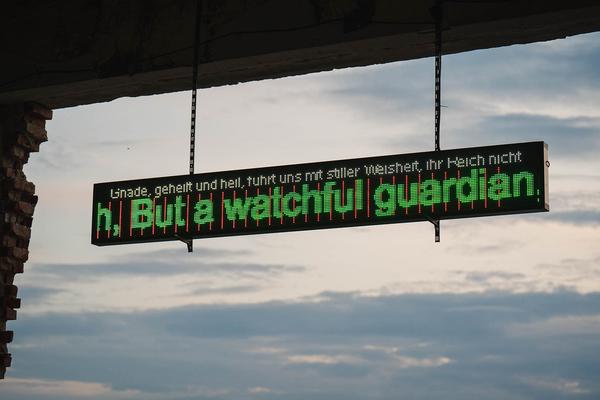 Gnade, geheilt und heil, führt uns mit stiller Weisheit, ihr Reich nicht
h, But a watchful guardian.